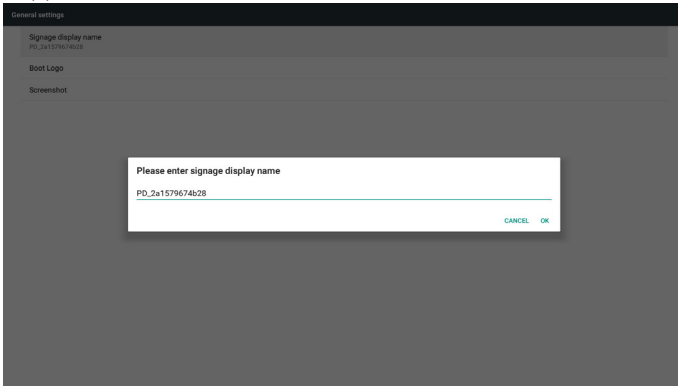 General settings
Signage display name
PD_2a1579674b28
Boot Logo
Screenshot
Please enter signage display name
PD_2a1579674b28
CANCEL OK